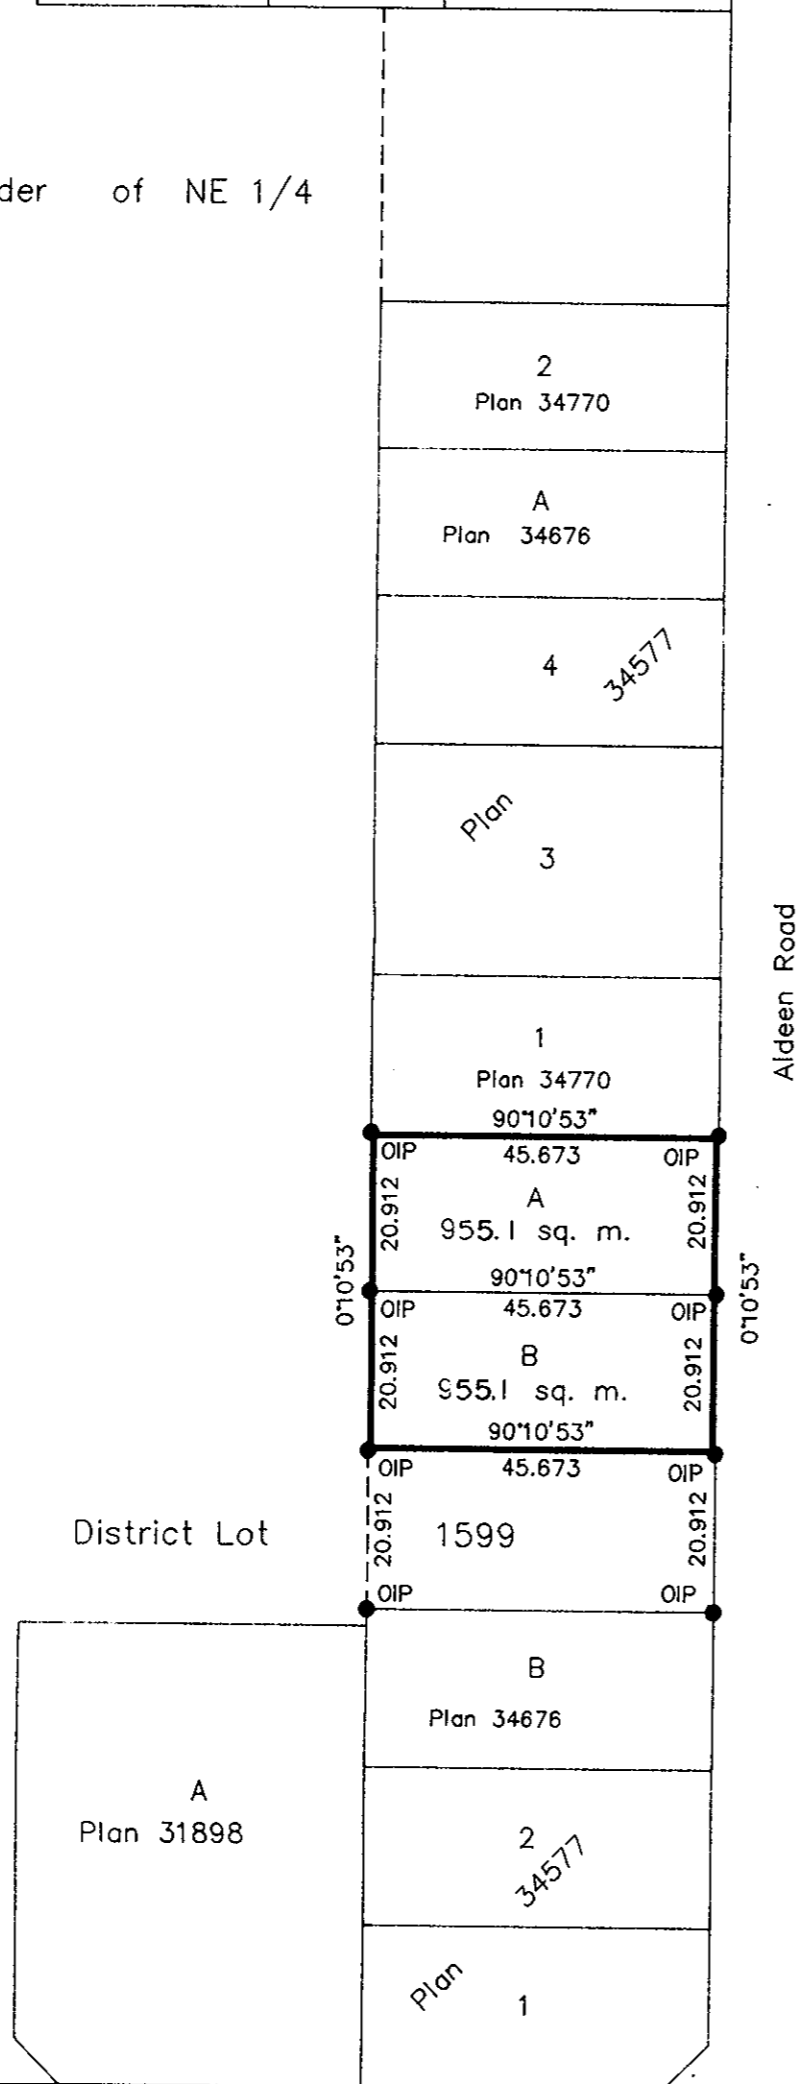 der of NE 1/4
2
Plan 34770
A
Plan 34676
4
34577
Plan
3
Aldeen Road
1
Plan 34770
90°10'53"
OIP 45.673 OIP
20.912
A
20.912
955.1 sq. m.
0°10'53"
90°10'53"
0°10'53"
OIP 45.673 OIP
20.912
B
20.912
955.1 sq. m.
90°10'53"
OIP 45.673 OIP
20.912
20.912
District Lot 1599
OIP OIP
B
Plan 34676
A
Plan 31898
2
34577
Plan
1